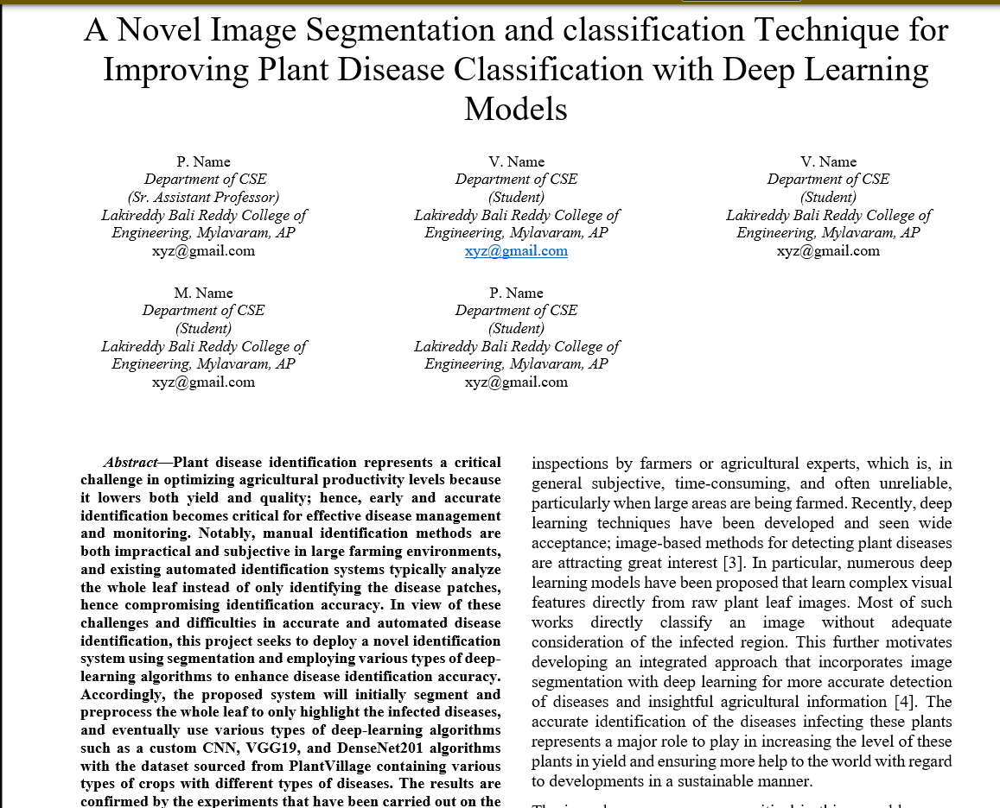 A Novel Image Segmentation and classification Technique for
Improving Plant Disease Classification with Deep Learning
Models
P. Name
Department of CSE
(Sr. Assistant Professor)
Lakireddy Bali Reddy College of
Engineering, Mylavaram, AP
xyz@gmail.com
V. Name
Department of CSE
(Student)
Lakireddy Bali Reddy College of
Engineering, Mylavaram, AP
xyz@gmail.com
V. Name
Department of CSE
(Student)
Lakireddy Bali Reddy College of
Engineering, Mylavaram, AP
xyz@gmail.com
M. Name
Department of CSE
(Student)
Lakireddy Bali Reddy College of
Engineering, Mylavaram, AP
xyz@gmail.com
P. Name
Department of CSE
(Student)
Lakireddy Bali Reddy College of
Engineering, Mylavaram, AP
xyz@gmail.com
Abstract—Plant disease identification represents a critical
challenge in optimizing agricultural productivity levels because
it lowers both yield and quality; hence, early and accurate
identification becomes critical for effective disease management
and monitoring. Notably, manual identification methods are
both impractical and subjective in large farming environments,
and existing automated identification systems typically analyze
the whole leaf instead of only identifying the disease patches,
hence compromising identification accuracy. In view of these
challenges and difficulties in accurate and automated disease
identification, this project seeks to deploy a novel identification
system using segmentation and employing various types of deep-
learning algorithms to enhance disease identification accuracy.
Accordingly, the proposed system will initially segment and
preprocess the whole leaf to only highlight the infected diseases,
and eventually use various types of deep-learning algorithms
such as a custom CNN, VGG19, and DenseNet201 algorithms
with the dataset sourced from PlantVillage containing various
types of crops with different types of diseases. The results are
confirmed by the experiments that have been carried out on the
inspections by farmers or agricultural experts, which is, in
general subjective, time-consuming, and often unreliable,
particularly when large areas are being farmed. Recently, deep
learning techniques have been developed and seen wide
acceptance; image-based methods for detecting plant diseases
are attracting great interest [3]. In particular, numerous deep
learning models have been proposed that learn complex visual
features directly from raw plant leaf images. Most of such
works directly classify an image without adequate
consideration of the infected region. This further motivates
developing an integrated approach that incorporates image
segmentation with deep learning for more accurate detection
of diseases and insightful agricultural information [4]. The
accurate identification of the diseases infecting these plants
represents a major role to play in increasing the level of these
plants in yield and ensuring more help to the world with regard
to developments in a sustainable manner.